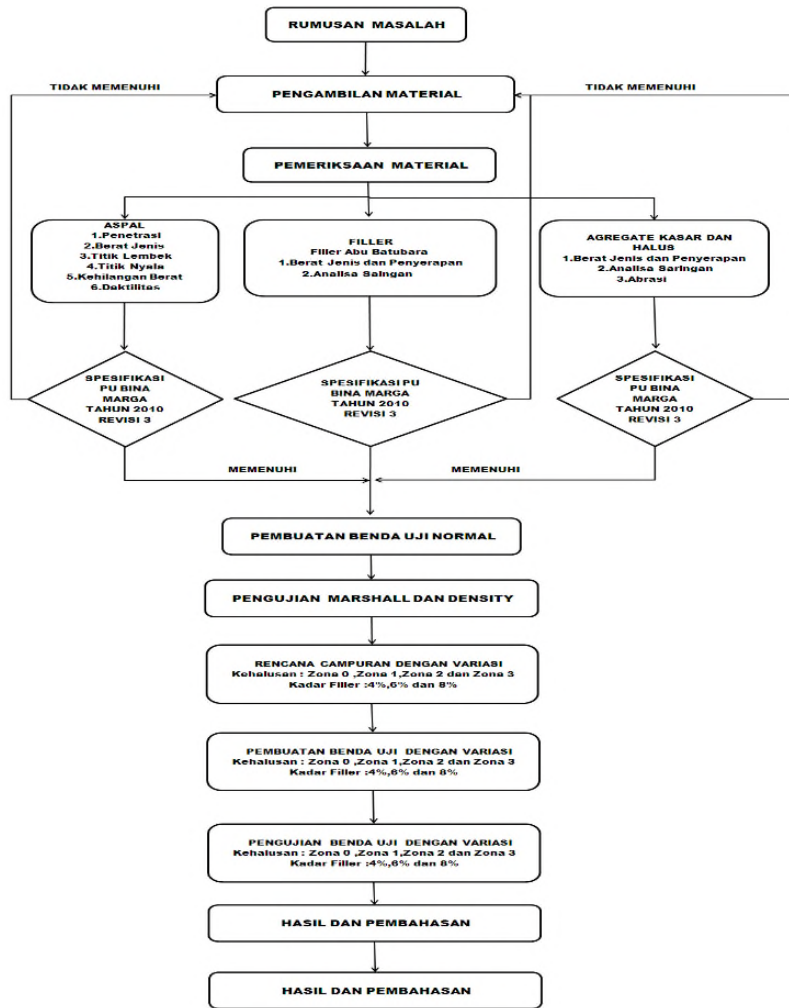 RUMUSAN MASALAH
TIDAK MEMENUHI
TIDAK MEMENUHI
PENGAMBILAN MATERIAL
PEMERIKSAAN MATERIAL
ASPAL
1.Penetrasi
2.Berat Jenis
3.Titik Lembek
4.Titik Nyala
5.Kehilangan Berat
6.Daktilitas
FILLER
Filler Abu Batubara
1.Berat Jenis dan Penyerapan
2.Analisa Saingan
AGREGATE KASAR DAN
HALUS
1.Berat Jenis dan Penyerapan
2.Analisa Saringan
3.Abrasi
SPESIFIKASI
PU BINA
MARGA
TAHUN 2010
REVISI 3
SPESIFIKASI PU
BINA MARGA
TAHUN 2010
REVISI 3
SPESIFIKASI
PU BINA
MARGA
TAHUN 2010
REVISI 3
MEMENUHI
MEMENUHI
PEMBUATAN BENDA UJI NORMAL
PENGUJIAN MARSHALL DAN DENSITY
RENCANA CAMPURAN DENGAN VARIASI
Kehalusan : Zona 0 ,Zona 1,Zona 2 dan Zona 3
Kadar Filler :4%,6% dan 8%
PEMBUATAN BENDA UJI DENGAN VARIASI
Kehalusan : Zona 0 ,Zona 1,Zona 2 dan Zona 3
Kadar Filler :4%,6% dan 8%
PENGUJIAN BENDA UJI DENGAN VARIASI
Kehalusan : Zona 0 ,Zona 1,Zona 2 dan Zona 3
Kadar Filler :4%,6% dan 8%
HASIL DAN PEMBAHASAN
HASIL DAN PEMBAHASAN